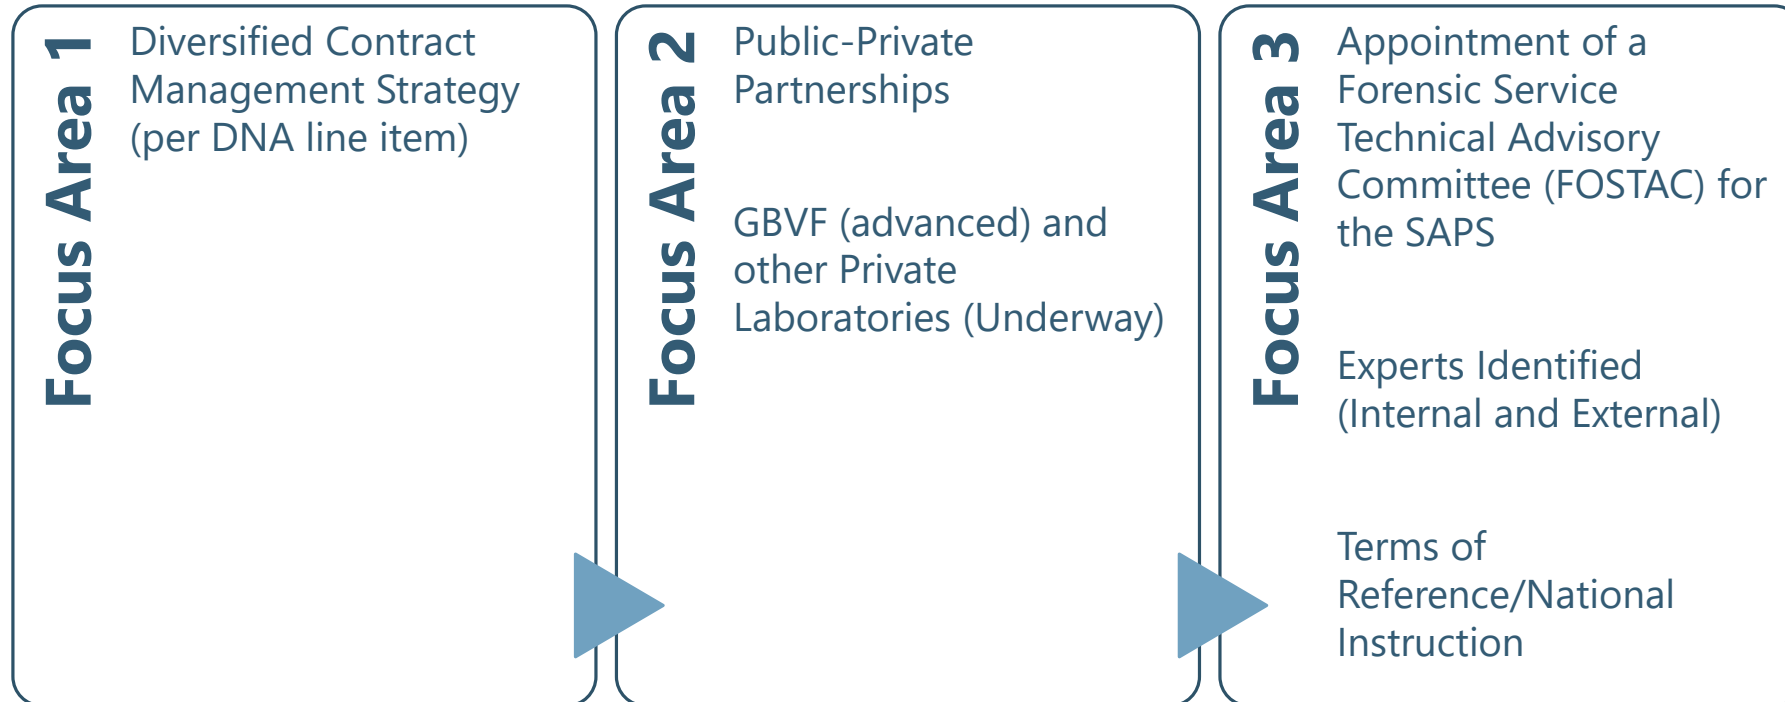 Focus Area 1
Diversified Contract
Management Strategy
(per DNA line item)
Focus Area 2
Public-Private
Partnerships
GBVF (advanced) and
other Private
Laboratories (Underway)
Focus Area 3
Appointment of a
Forensic Service
Technical Advisory
Committee (FOSTAC) for
the SAPS
Experts Identified
(Internal and External)
Terms of
Reference/National
Instruction